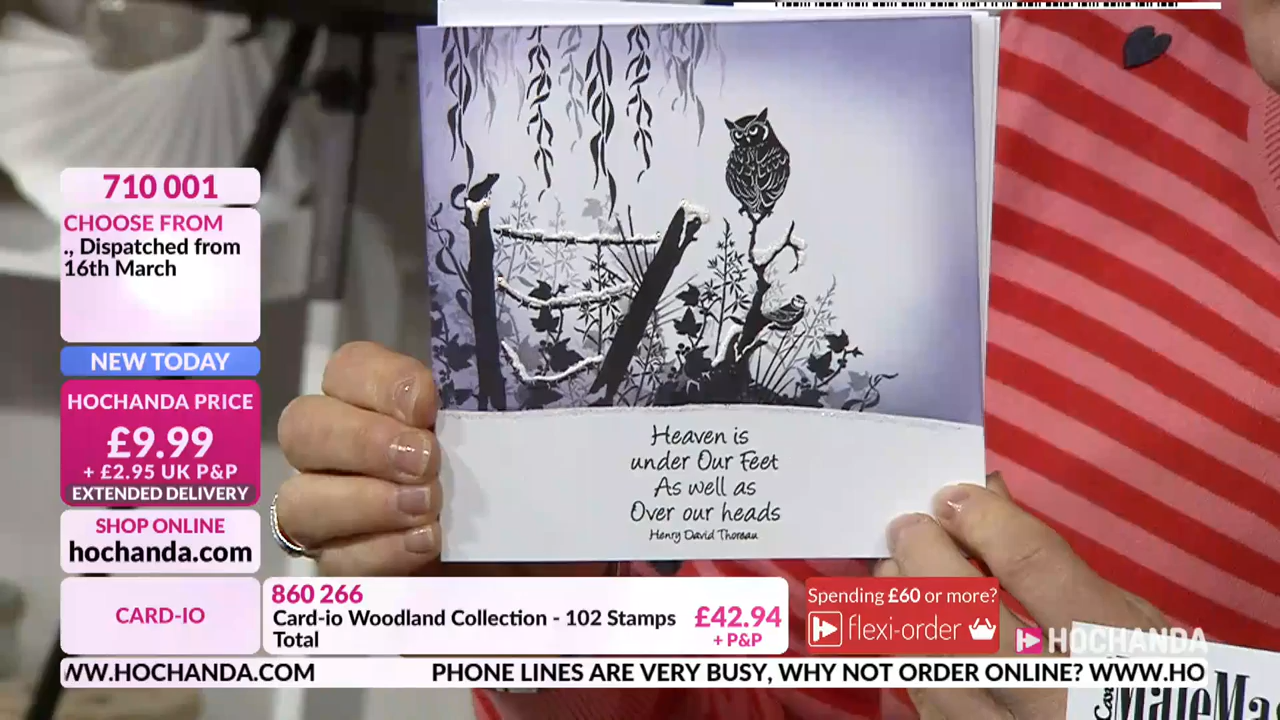 710 001
CHOOSE FROM
., Dispatched from
16th March
NEW TODAY
HOCHANDA PRICE
£9.99
+ £2.95 UK P&P
EXTENDED DELIVERY
SHOP ONLINE
hochanda.com
Heaven is
under Our Feet
As well as
Over our heads
Henry David Thoreau
CARD-IO
860 266
Card-io Woodland Collection - 102 Stamps
Total
£42.94
+ P&P
Spending £60 or more?
flexi-order
HOCHANDA
WW.HOCHANDA.COM PHONE LINES ARE VERY BUSY, WHY NOT ORDER ONLINE? WWW.HO